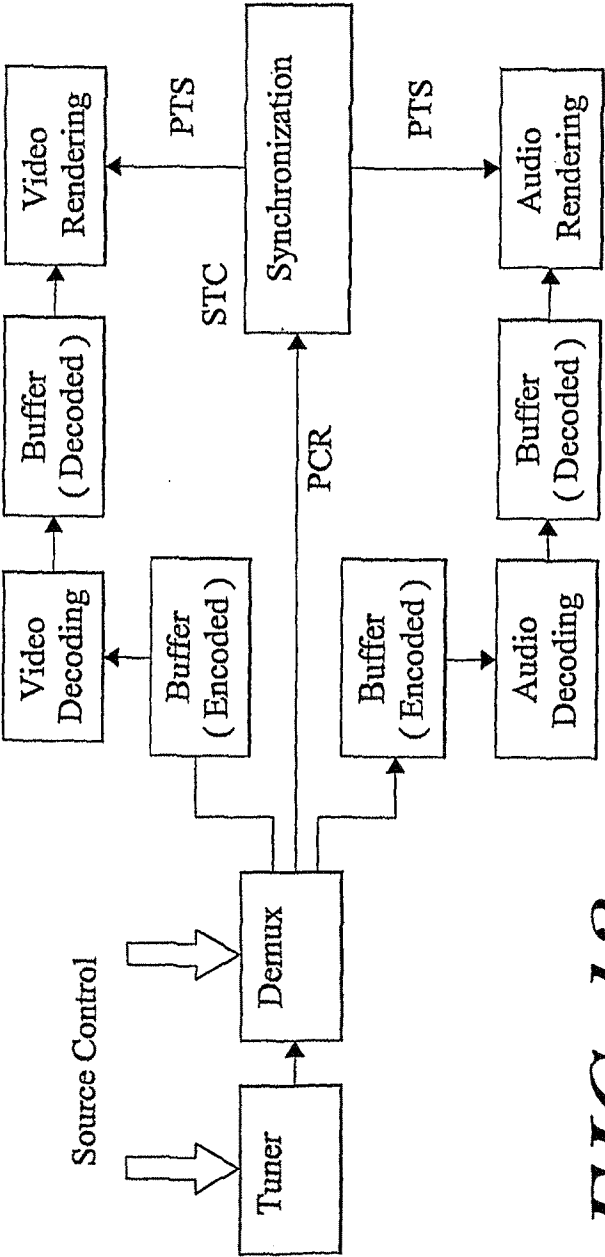 Source Control
Tuner
Demux
Buffer
( Encoded )
Video
Decoding
Buffer
( Decoded )
Video
Rendering
PTS
PCR
STC
Synchronization
PTS
Buffer
( Encoded )
Audio
Decoding
Buffer
( Decoded )
Audio
Rendering